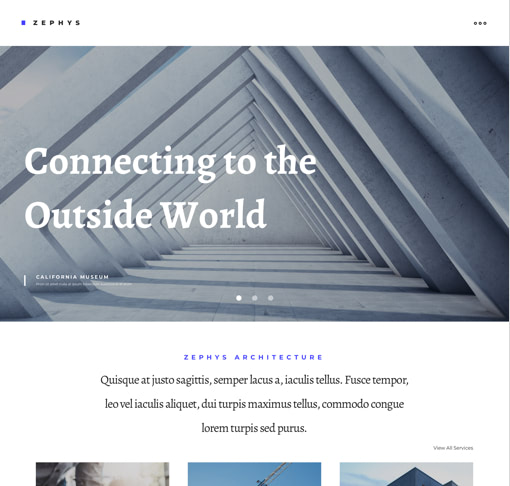 ZEPHYS
Connecting to the
Outside World
CALIFORNIA MUSEUM
ZEPHYS ARCHITECTURE
Quisque at justo sagittis, semper lacus a, iaculis tellus. Fusce tempor,
leo vel iaculis aliquet, dui turpis maximus tellus, commodo congue
lorem turpis sed purus.
View All Services